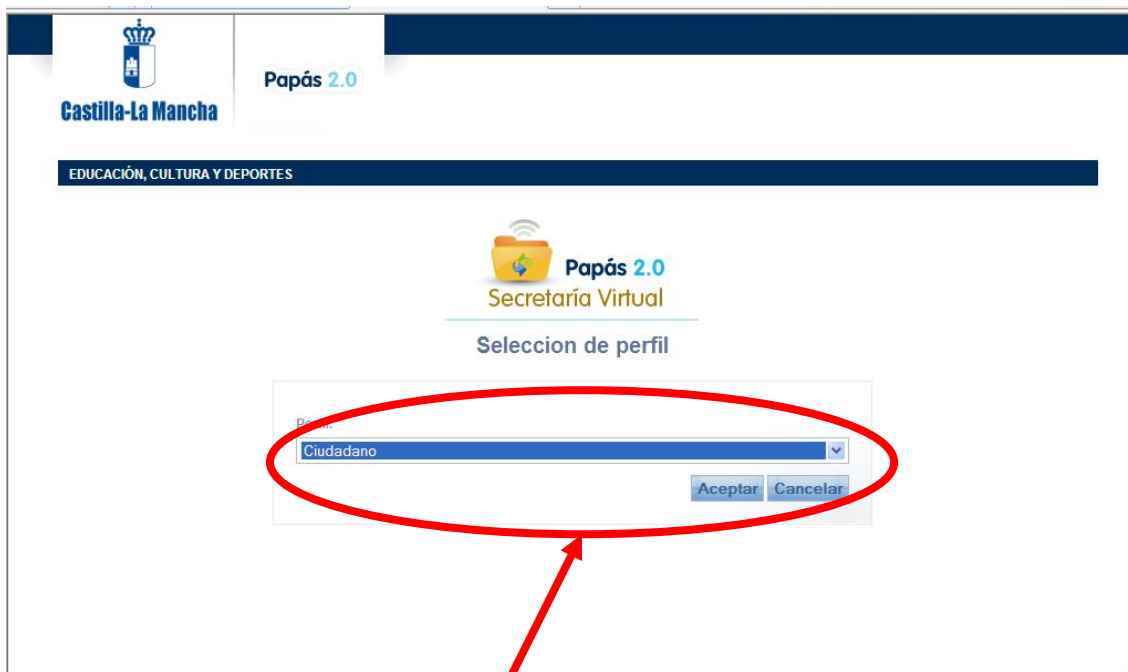 Castilla-La Mancha
Papás 2.0
EDUCACIÓN, CULTURA Y DEPORTES
Papás 2.0
Secretaría Virtual
Seleccion de perfil
Ciudadano
Aceptar Cancelar